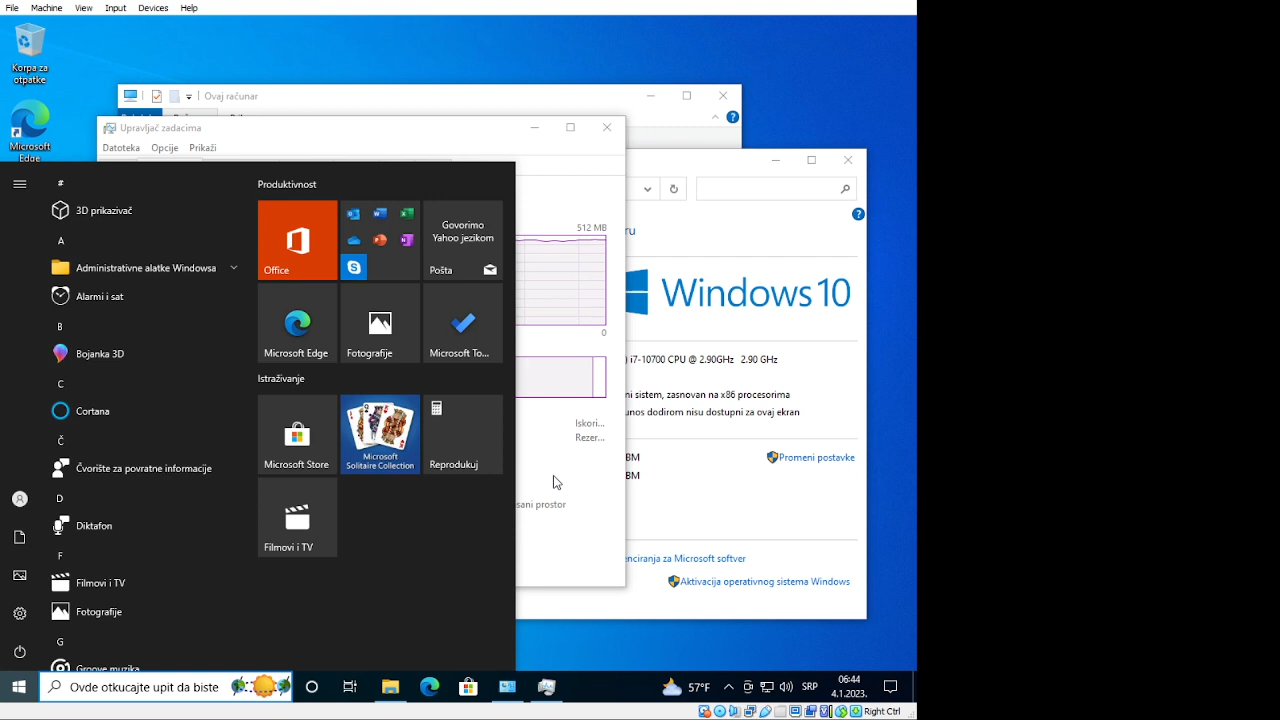 File Machine View Input Devices Help
Korpa za
otpatke
Microsoft
Edge
Ovaj računar
Upravljač zadacima
Datoteka Opcije Prikaži
512 MB
0
Iskori...
Rezer...
sani prostor
ru
Windows 10
) i7-10700 CPU @ 2.90GHz 2.90 GHz
ni sistem, zasnovan na x86 procesorima
unos dodirom nisu dostupni za ovaj ekran
BM
Promeni postavke
BM
enciranja za Microsoft softver
Aktivacija operativnog sistema Windows
#
3D prikazivač
A
Administrativne alatke Windowsa
Alarmi i sat
B
Bojanka 3D
C
Cortana
Č
Čvorište za povratne informacije
D
Diktafon
F
Filmovi i TV
Fotografije
G
Groove muzika
Produktivnost
Office
Govorimo
Yahoo jezikom
Pošta
Microsoft Edge
Fotografije
Microsoft To...
Istraživanje
Microsoft Store
Microsoft
Solitaire Collection
Reprodukuj
Filmovi i TV
Ovde otkucajte upit da biste
57°F
SRP
06:44
4.1.2023.
Right Ctrl